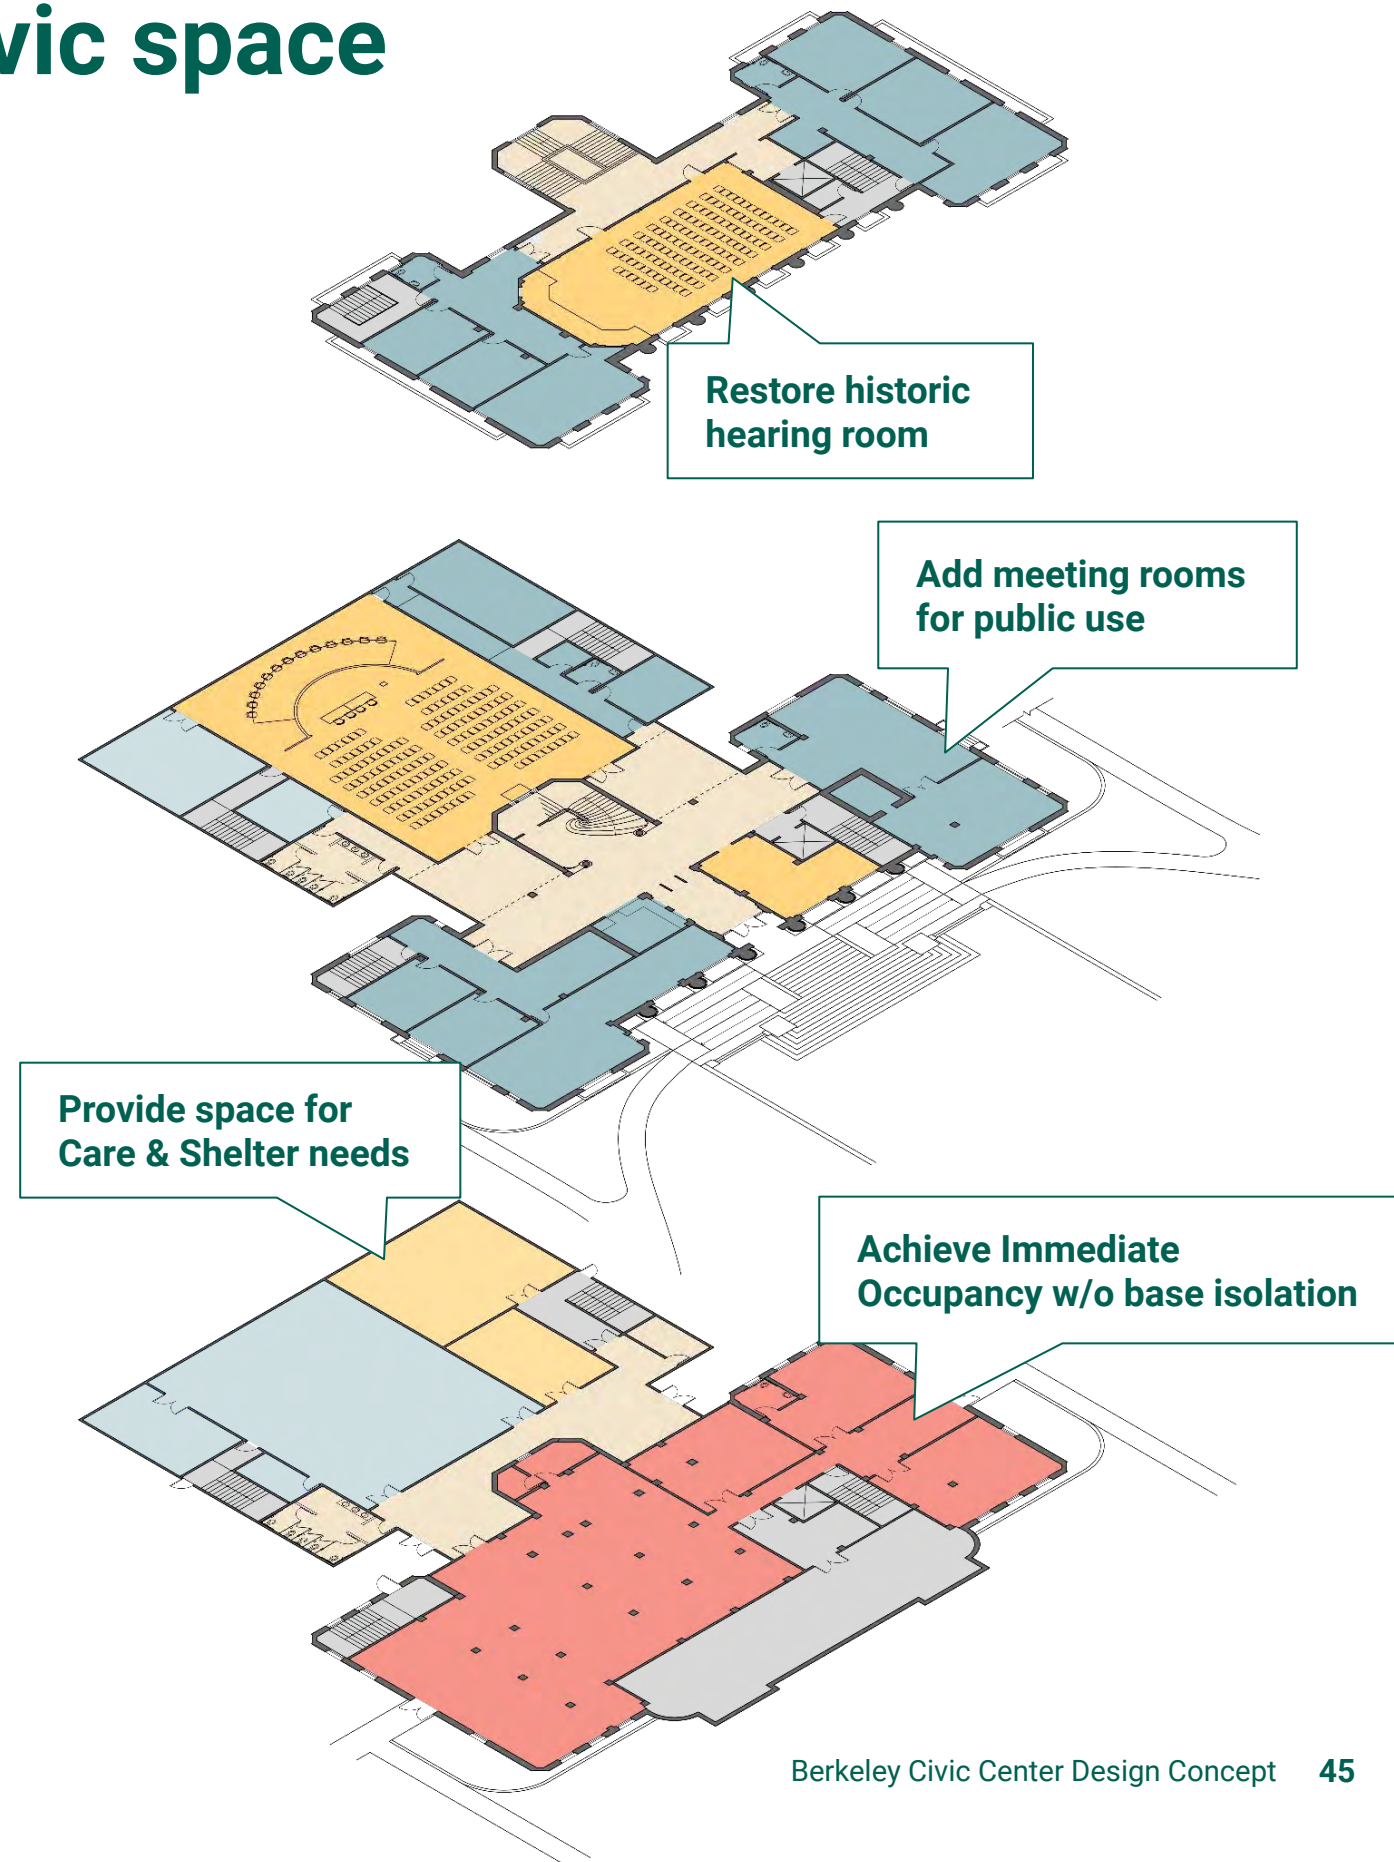 vic space
Restore historic
hearing room
Add meeting rooms
for public use
Provide space for
Care & Shelter needs
Achieve Immediate
Occupancy w/o base isolation
Berkeley Civic Center Design Concept 45